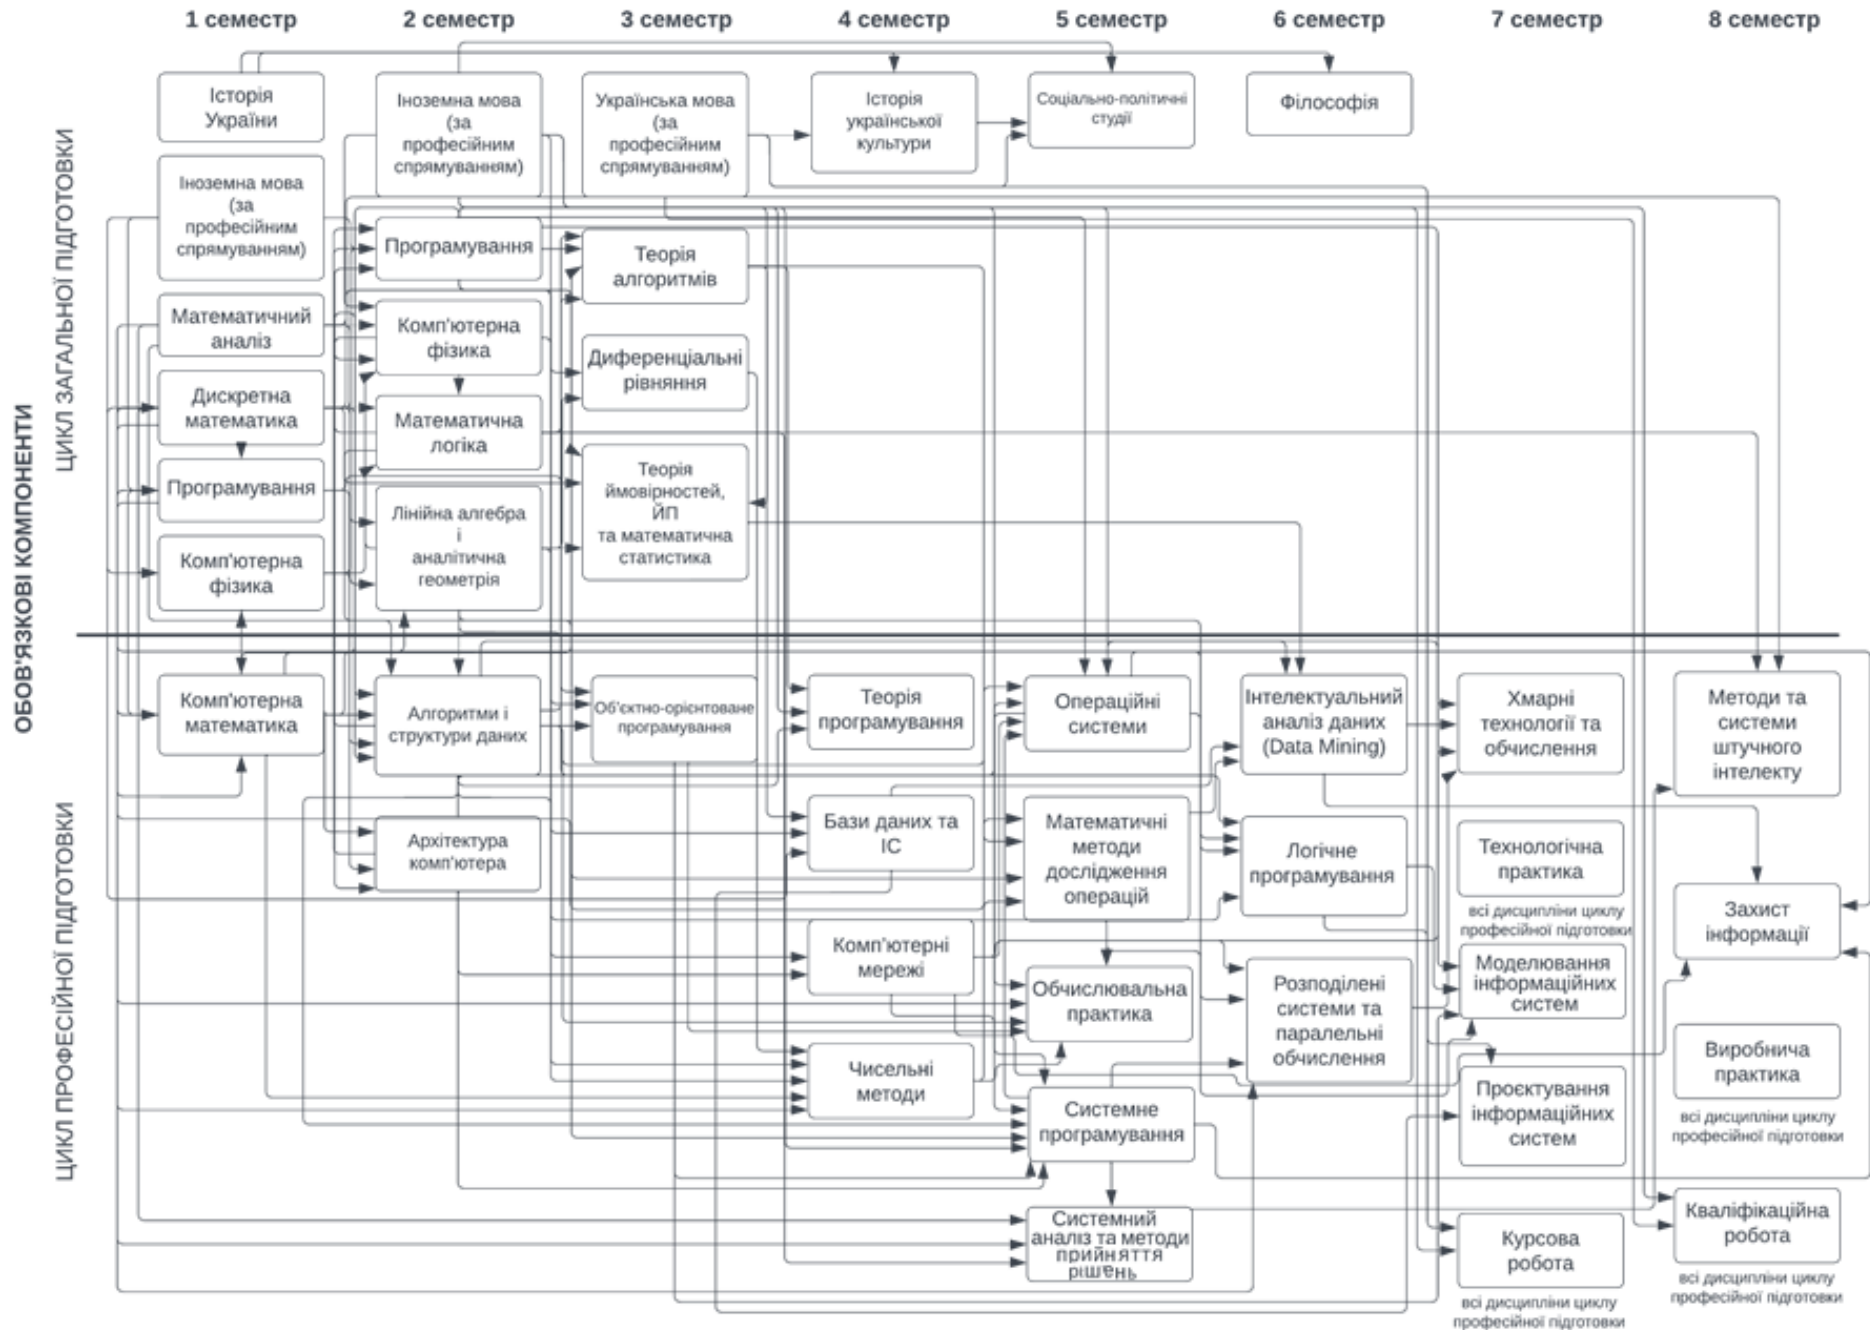 1 семестр
2 семестр
3 семестр
4 семестр
5 семестр
6 семестр
7 семестр
8 семестр
ОБОВ'ЯЗКОВІ КОМПОНЕНТИ
ЦИКЛ ЗАГАЛЬНОЇ ПІДГОТОВКИ
Історія
України
Іноземна мова
(за
професійним
спрямуванням)
Математичний
аналіз
Дискретна
математика
Програмування
Комп'ютерна
фізика
Іноземна мова
(за
професійним
спрямуванням)
Програмування
Комп'ютерна
фізика
Математична
логіка
Лінійна алгебра
і
аналітична
геометрія
Українська мова
(за
професійним
спрямуванням)
Теорія
алгоритмів
Диференціальні
рівняння
Теорія
ймовірностей,
ЙП
та математична
статистика
Історія
української
культури
Соціально-політичні
студії
Філософія
ЦИКЛ ПРОФЕСІЙНОЇ ПІДГОТОВКИ
Комп'ютерна
математика
Алгоритми і
структури даних
Архітектура
комп'ютера
Об'єктно-орієнтоване
програмування
Теорія
програмування
Бази даних та
ІС
Комп'ютерні
мережі
Чисельні
методи
Операційні
системи
Математичні
методи
дослідження
операцій
Обчислювальна
практика
Системне
програмування
Системний
аналіз та методи
прийняття
рішень
Інтелектуальний
аналіз даних
(Data Mining)
Логічне
програмування
Розподілені
системи та
паралельні
обчислення
Хмарні
технології та
обчислення
Технологічна
практика
всі дисципліни циклу
професійної підготовки
Моделювання
інформаційних
систем
Проєктування
інформаційних
систем
Курсова
робота
всі дисципліни циклу
професійної підготовки
Методи та
системи
штучного
інтелекту
Захист
інформації
Виробнича
практика
всі дисципліни циклу
професійної підготовки
Кваліфікаційна
робота
всі дисципліни циклу
професійної підготовки